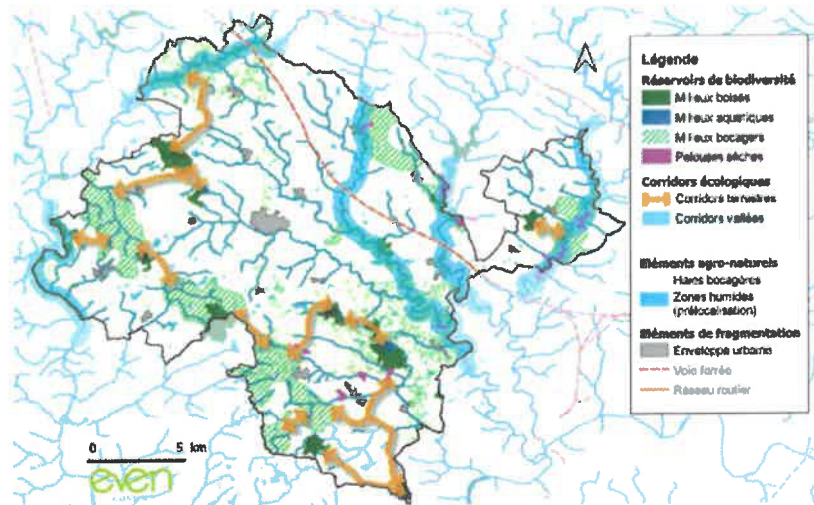 Légende
Réservoirs de biodiversité
Milieux boisés
Milieux aquatiques
Milieux bocagers
Pelouses sèches
Corridors écologiques
Corridors terrestres
Corridors vallées
Éléments agro-naturels
Haies bocagères
Zones humides
(prélocalisation)
Éléments de fragmentation
Enveloppe urbaine
Voie ferrée
Réseau routier
0 5 km
even